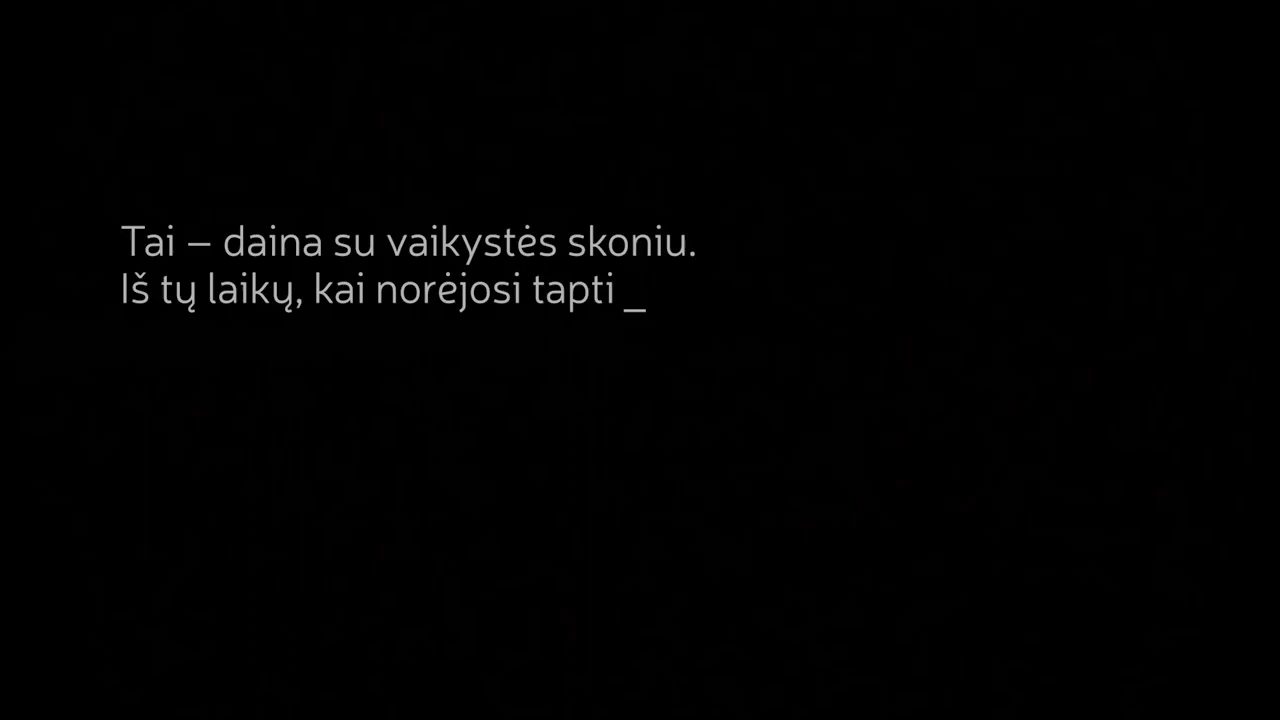 Tai – daina su vaikystės skoniu.
Iš tų laikų, kai norėjosi tapti _